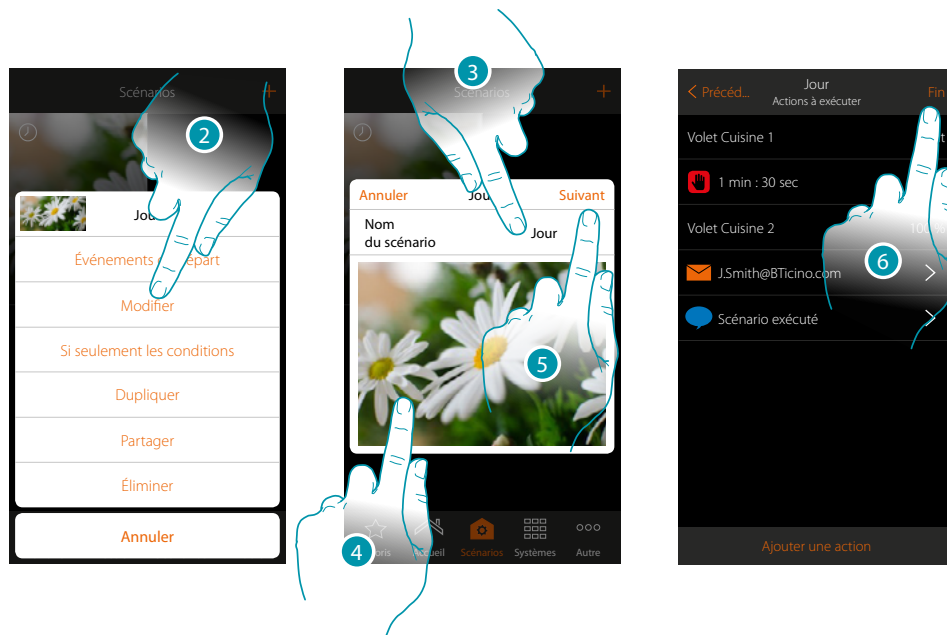 Scénarios
+
2
Jour
Événements départ
Modifier
Si seulement les conditions
Dupliquer
Partager
Éliminer
Annuler
3
Scénarios
+
Annuler
Jour
Suivant
Nom
du scénario
Jour
5
4
Scénarios
Systèmes
Autre
Précéd...
Jour
Actions à exécuter
Fin
Volet Cuisine 1
1 min : 30 sec
Volet Cuisine 2
100%
6
J.Smith@BTicino.com
Scénario exécuté
Ajouter une action